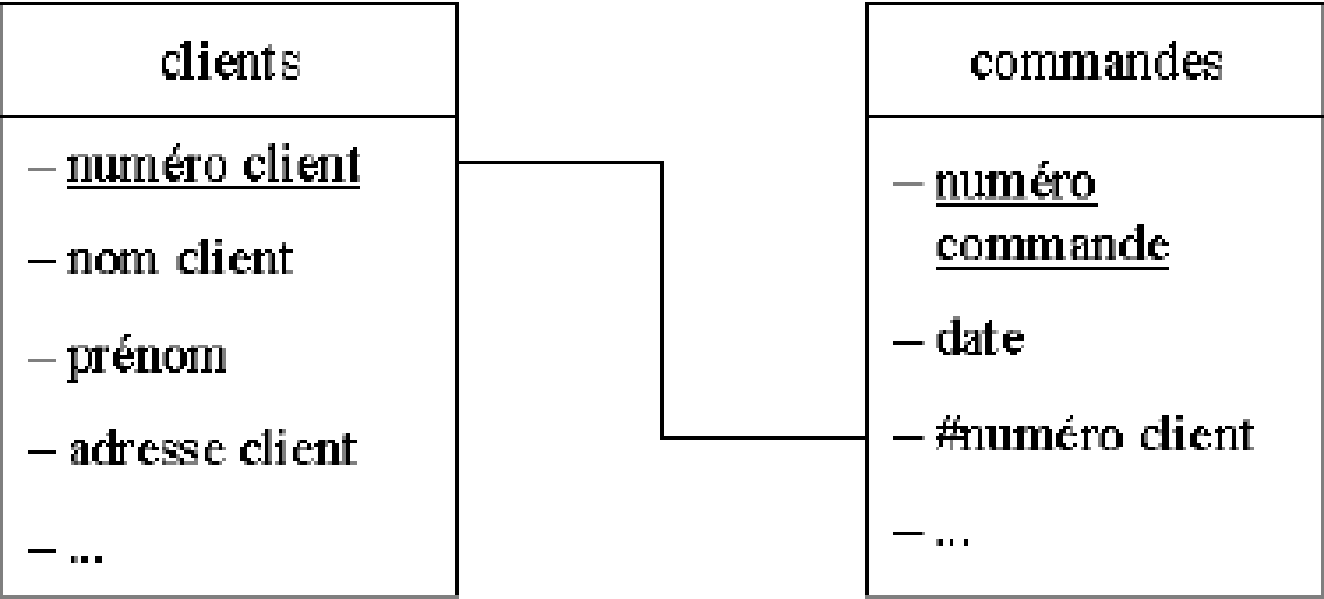 clients
– numéro client
– nom client
– prénom
– adresse client
– ...
commandes
– numéro
commande
– date
– #numéro client
– ...